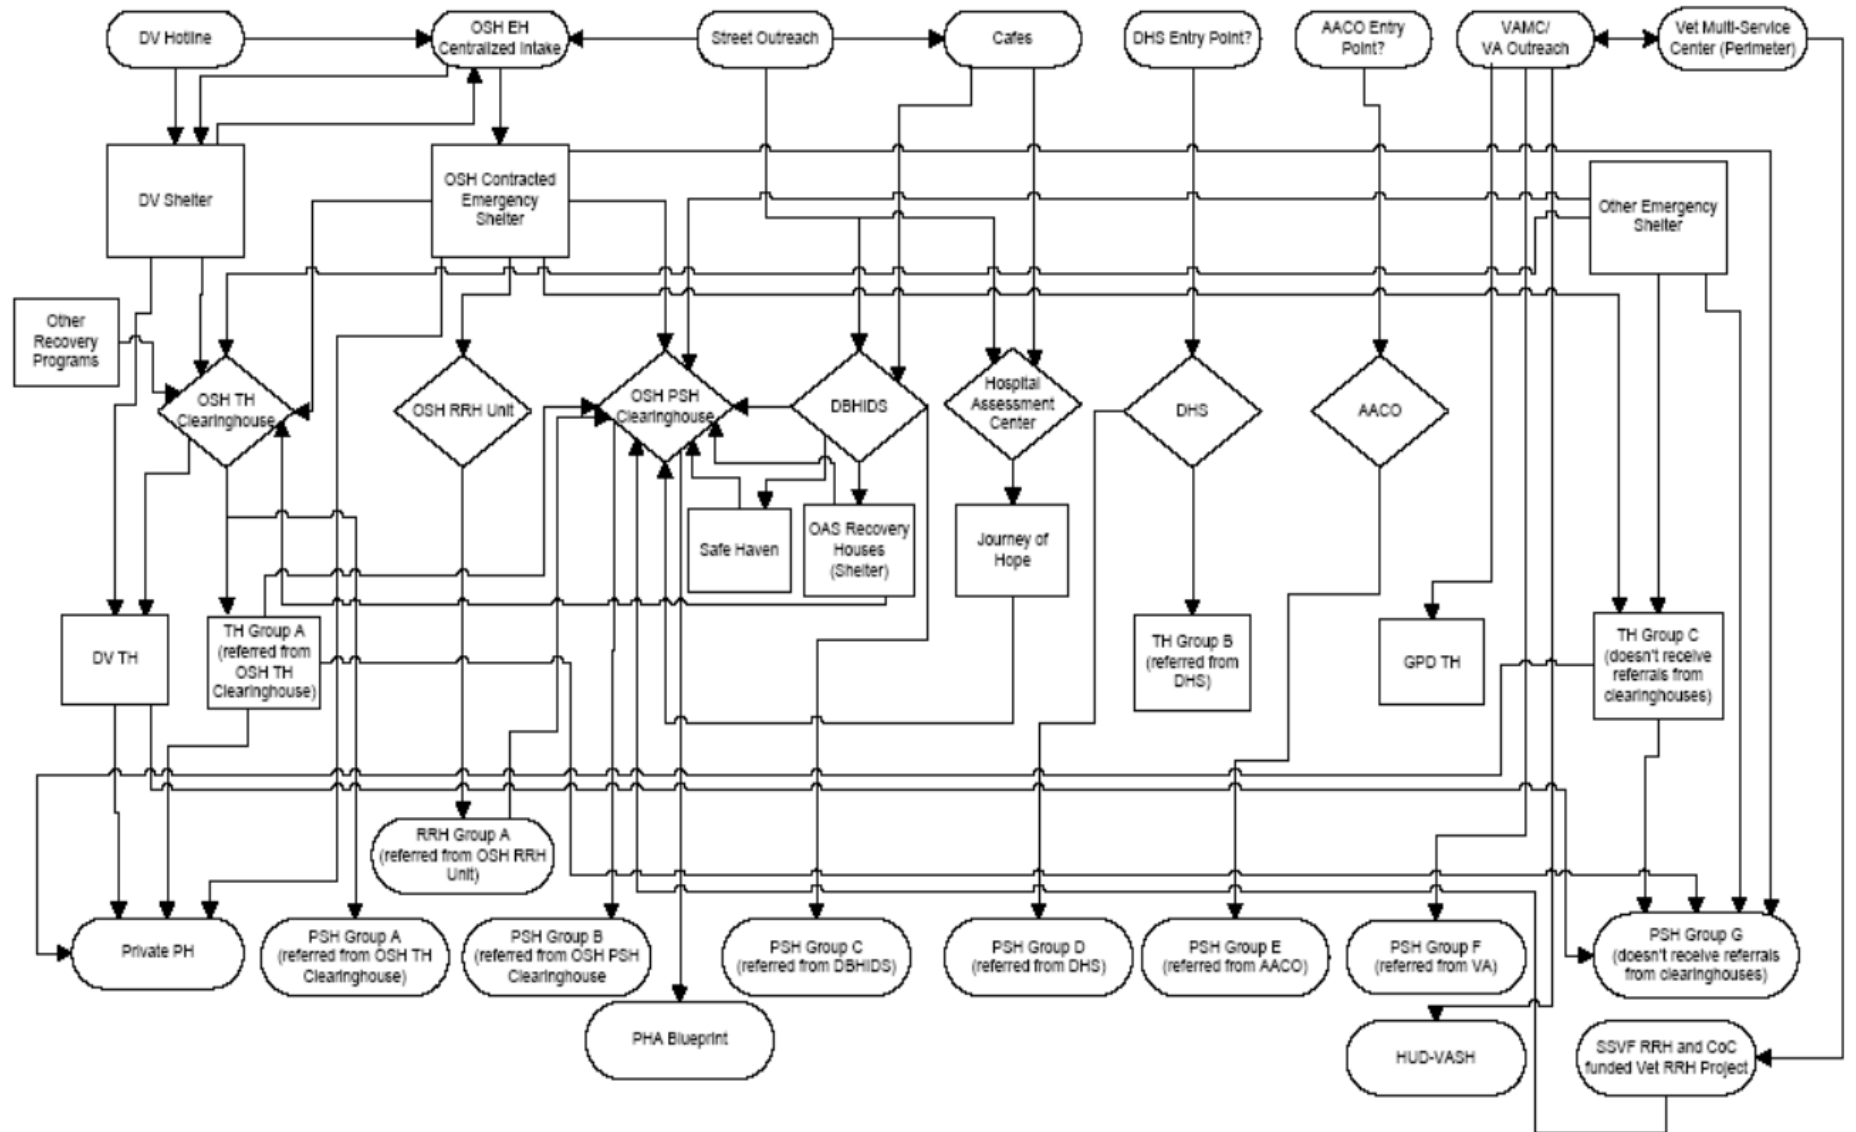 DV Hotline
OSH EH
Centralized Intake
Street Outreach
Cafes
DHS Entry Point?
AACO Entry
Point?
VAMC/
VA Outreach
Vet Multi-Service
Center (Perimeter)
DV Shelter
OSH Contracted
Emergency
Shelter
Other Emergency
Shelter
Other
Recovery
Programs
OSH TH
Clearinghouse
OSH RRH Unit
OSH PSH
Clearinghouse
DBHIDS
Hospital
Assessment
Center
DHS
AACO
Safe Haven
OAS Recovery
Houses
(Shelter)
Journey of
Hope
DV TH
TH Group A
(referred from
OSH TH
Clearinghouse)
TH Group B
(referred from
DHS)
GPD TH
TH Group C
(doesn't receive
referrals from
clearinghouses)
RRH Group A
(referred from OSH RRH
Unit)
Private PH
PSH Group A
(referred from OSH TH
Clearinghouse)
PSH Group B
(referred from OSH PSH
Clearinghouse
PSH Group C
(referred from DBHIDS)
PSH Group D
(referred from DHS)
PSH Group E
(referred from AACO)
PSH Group F
(referred from VA)
PSH Group G
(doesn't receive referrals
from clearinghouses)
PHA Blueprint
HUD-VASH
SSVF RRH and CoC
funded Vet RRH Project